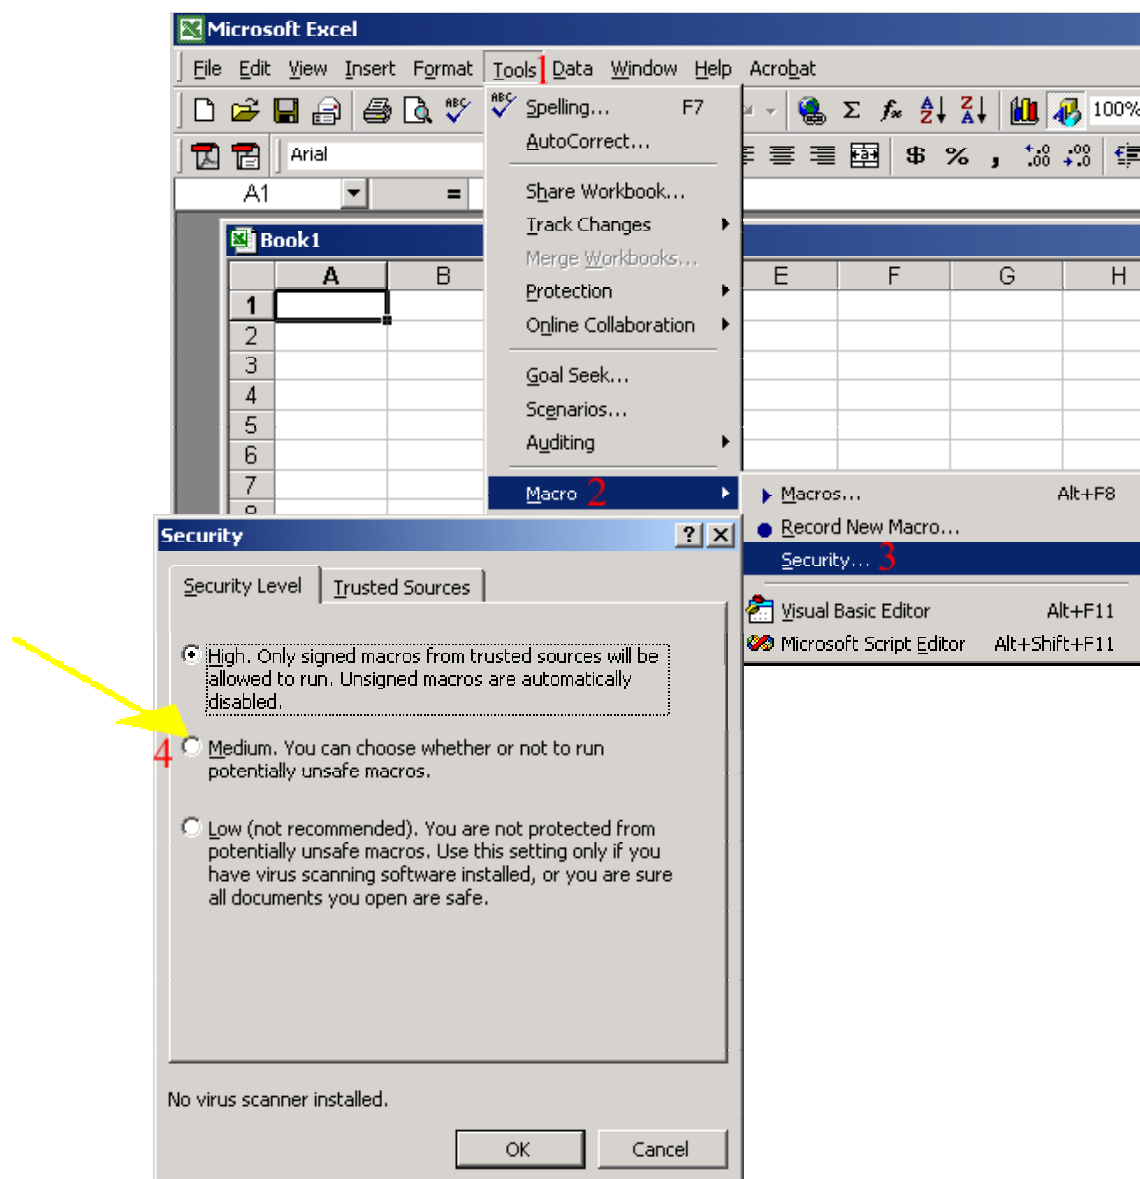 Microsoft Excel
File Edit View Insert Format Tools 1 Data Window Help Acrobat
ABC ABC Spelling... F7 Σ fx A Z Z A 100%
AutoCorrect...
Arial $ % , .00 .0
A1 =
Share Workbook...
Track Changes
Book1
Merge Workbooks...
A B E F G H
Protection
1
Online Collaboration
2
3
Goal Seek...
4
Scenarios...
5
Auditing
6
7
Macro 2
Macros... Alt+F8
Record New Macro...
Security... 3
Visual Basic Editor Alt+F11
Microsoft Script Editor Alt+Shift+F11
Security ?
Security Level Trusted Sources
High. Only signed macros from trusted sources will be
allowed to run. Unsigned macros are automatically
disabled.
4 Medium. You can choose whether or not to run
potentially unsafe macros.
Low (not recommended). You are not protected from
potentially unsafe macros. Use this setting only if you
have virus scanning software installed, or you are sure
all documents you open are safe.
No virus scanner installed.
OK Cancel